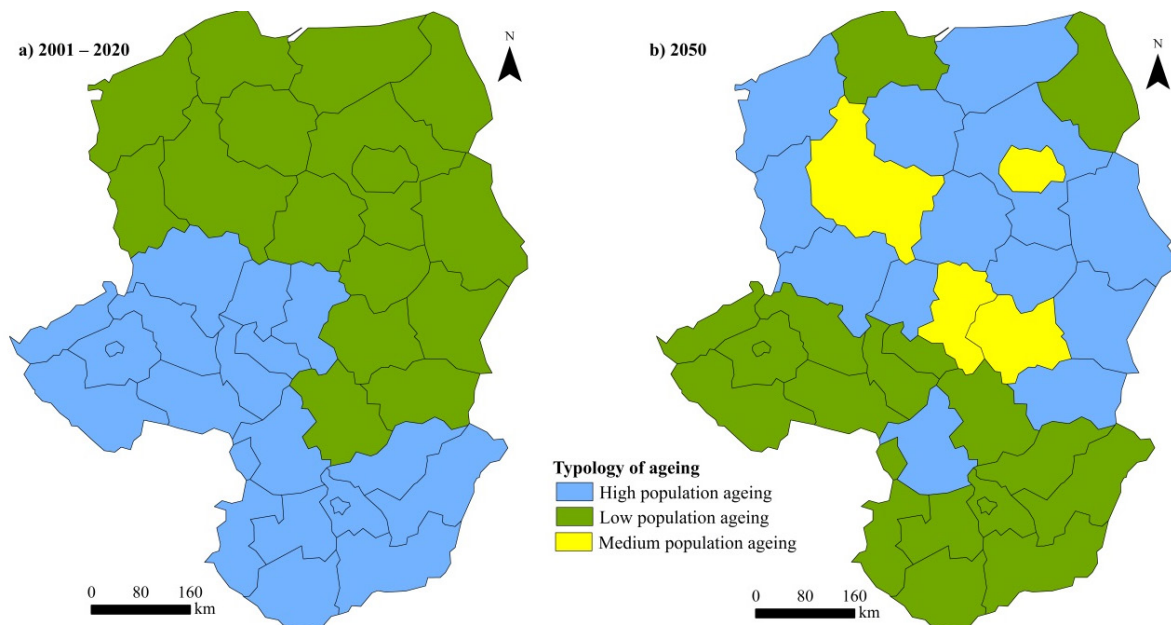 a) 2001 – 2020
N
b) 2050
N
Typology of ageing
High population ageing
Low population ageing
Medium population ageing
0 80 160
km
0 80 160
km